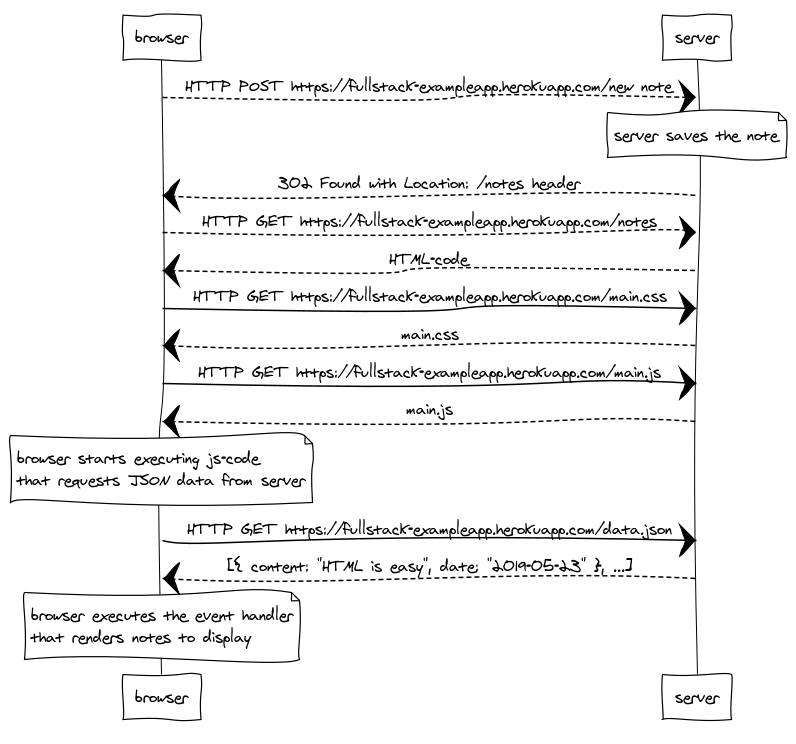 browser
server
HTTP POST https://fullstack-exampleapp.herokuapp.com/new note
server saves the note
302 Found with Location: /notes header
HTTP GET https://fullstack-exampleapp.herokuapp.com/notes
HTML-code
HTTP GET https://fullstack-exampleapp.herokuapp.com/main.css
main.css
HTTP GET https://fullstack-exampleapp.herokuapp.com/main.js
main.js
browser starts executing js-code
that requests JSON data from server
HTTP GET https://fullstack-exampleapp.herokuapp.com/data.json
[{ content: "HTML is easy", date: "2019-05-23" }, ...]
browser executes the event handler
that renders notes to display
browser
server